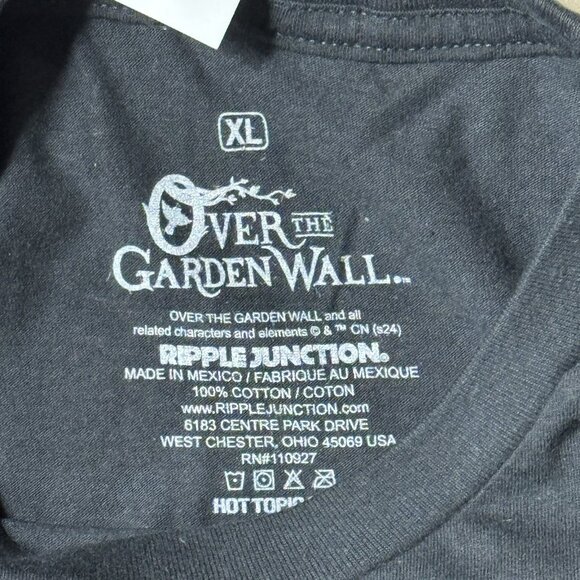 XL
OVER THE
GARDEN WALL.™
OVER THE GARDEN WALL and all
related characters and elements © & ™ CN (s24)
RIPPLE JUNCTION®
MADE IN MEXICO / FABRIQUE AU MEXIQUE
100% COTTON / COTON
www.RIPPLEJUNCTION.com
6183 CENTRE PARK DRIVE
WEST CHESTER, OHIO 45069 USA
RN#110927
HOT TOPIC